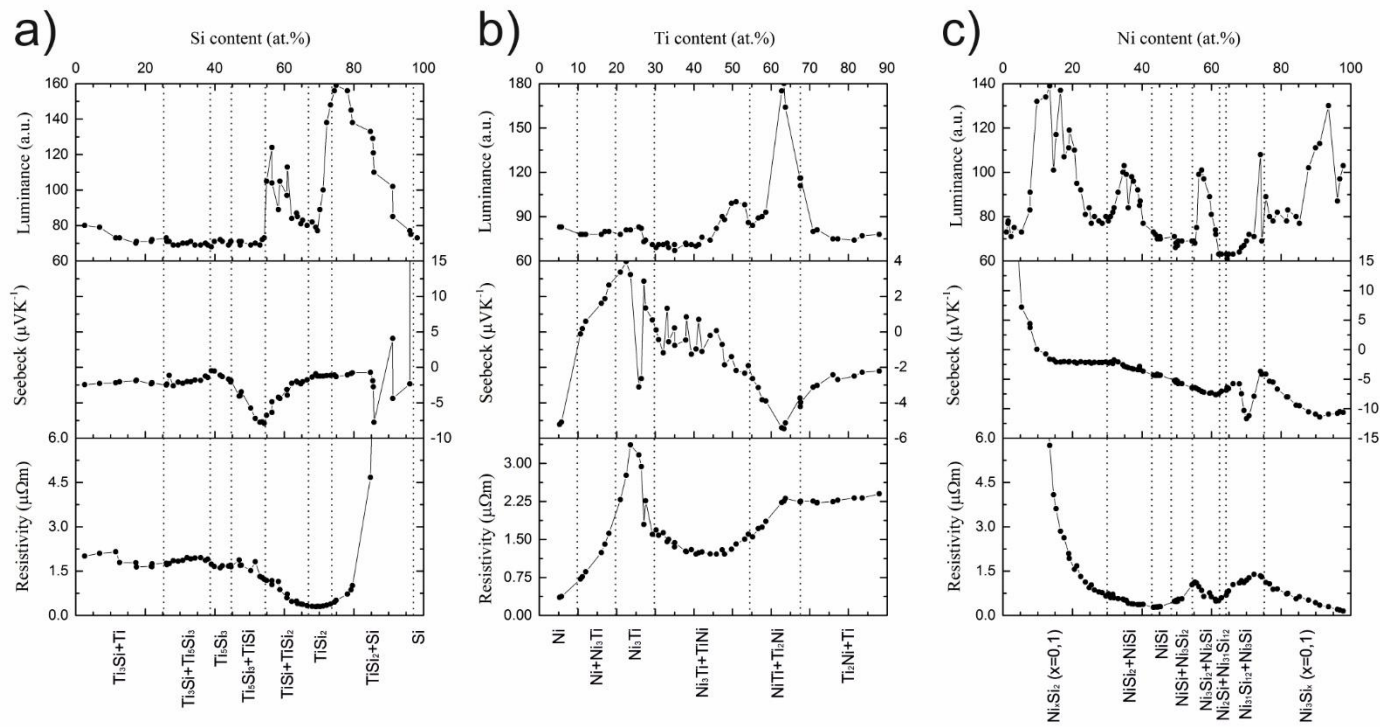 a)
Si content (at.%)
0 20 40 60 80 100
160
140
120
100
80
60
Luminance (a.u.)
15
10
5
0
-5
-10
Seebeck (μVK⁻¹)
6.0
4.5
3.0
1.5
0.0
Resistivity (μΩm)
Ti₃Si+Ti
Ti₃Si+Ti₅Si₃
Ti₅Si₃
Ti₅Si₃+TiSi
TiSi+TiSi₂
TiSi₂
TiSi₂+Si
Si
b)
Ti content (at.%)
0 10 20 30 40 50 60 70 80 90
180
150
120
90
60
Luminance (a.u.)
4
2
0
-2
-4
-6
Seebeck (μVK⁻¹)
3.00
2.25
1.50
0.75
0.00
Resistivity (μΩm)
Ni
Ni+Ni₃Ti
Ni₃Ti
Ni₃Ti+TiNi
NiTi+Ti₂Ni
Ti₂Ni+Ti
c)
Ni content (at.%)
0 20 40 60 80 100
140
120
100
80
60
Luminance (a.u.)
15
10
5
0
-5
-10
-15
Seebeck (μVK⁻¹)
6.0
4.5
3.0
1.5
0.0
Resistivity (μΩm)
NiₓSi₂ (x=0,1)
NiSi₂+NiSi
NiSi
NiSi+Ni₃Si₂
Ni₃Si₂+Ni₂Si
Ni₂Si+Ni₃₁Si₁₂
Ni₃₁Si₁₂+Ni₃Si
Ni₃Siₓ (x=0,1)